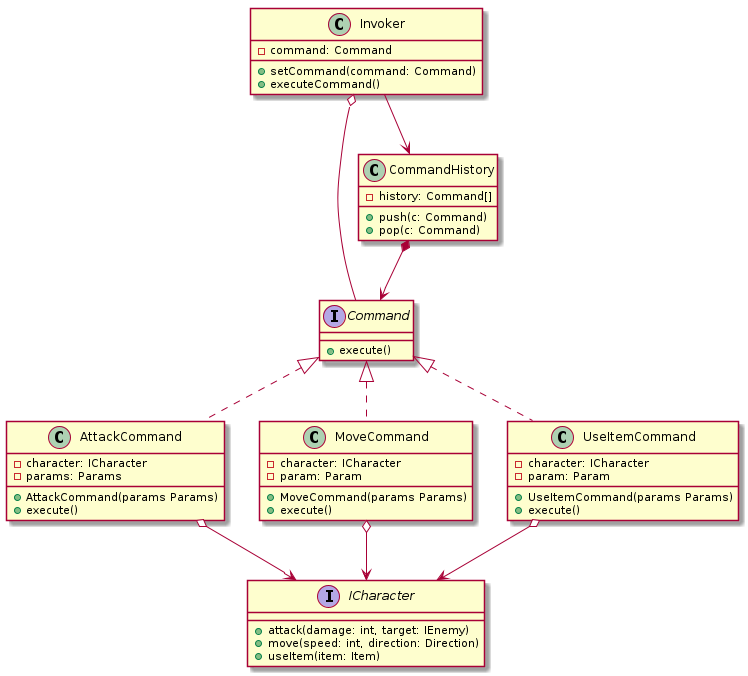 C Invoker
command: Command
setCommand(command: Command)
executeCommand()
C CommandHistory
history: Command[]
push(c: Command)
pop(c: Command)
I Command
execute()
C AttackCommand
character: ICharacter
params: Params
AttackCommand(params Params)
execute()
C MoveCommand
character: ICharacter
param: Param
MoveCommand(params Params)
execute()
C UseItemCommand
character: ICharacter
param: Param
UseItemCommand(params Params)
execute()
I ICharacter
attack(damage: int, target: IEnemy)
move(speed: int, direction: Direction)
useItem(item: Item)